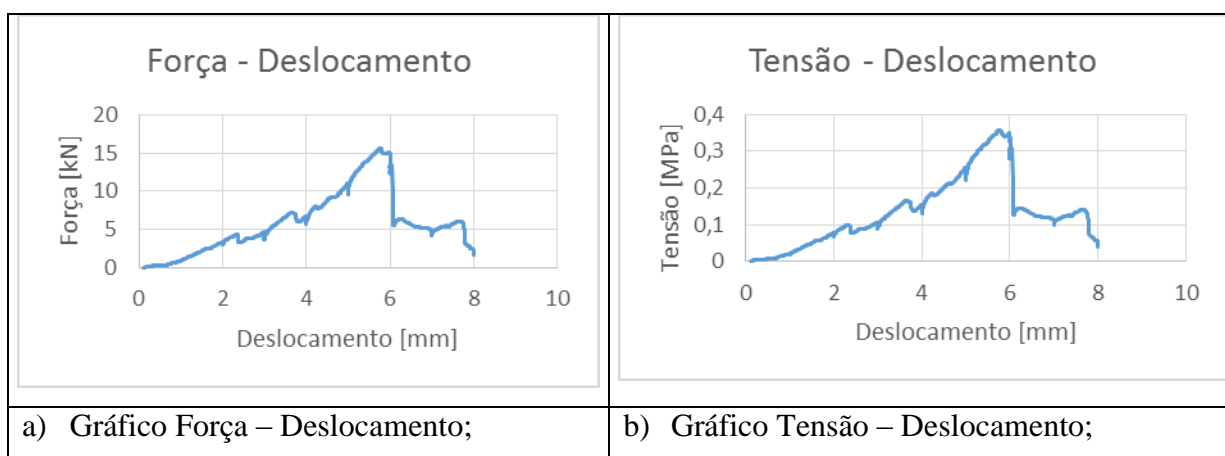 Força - Deslocamento
Força [kN]
20
15
10
5
0
0 2 4 6 8 10
Deslocamento [mm]
a) Gráfico Força – Deslocamento;
Tensão - Deslocamento
Tensão [MPa]
0,4
0,3
0,2
0,1
0
0 2 4 6 8 10
Deslocamento [mm]
b) Gráfico Tensão – Deslocamento;